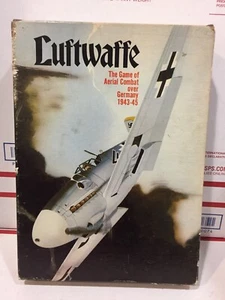 Luftwaffe
The Game of
Aerial Combat
over
Germany
1943-45